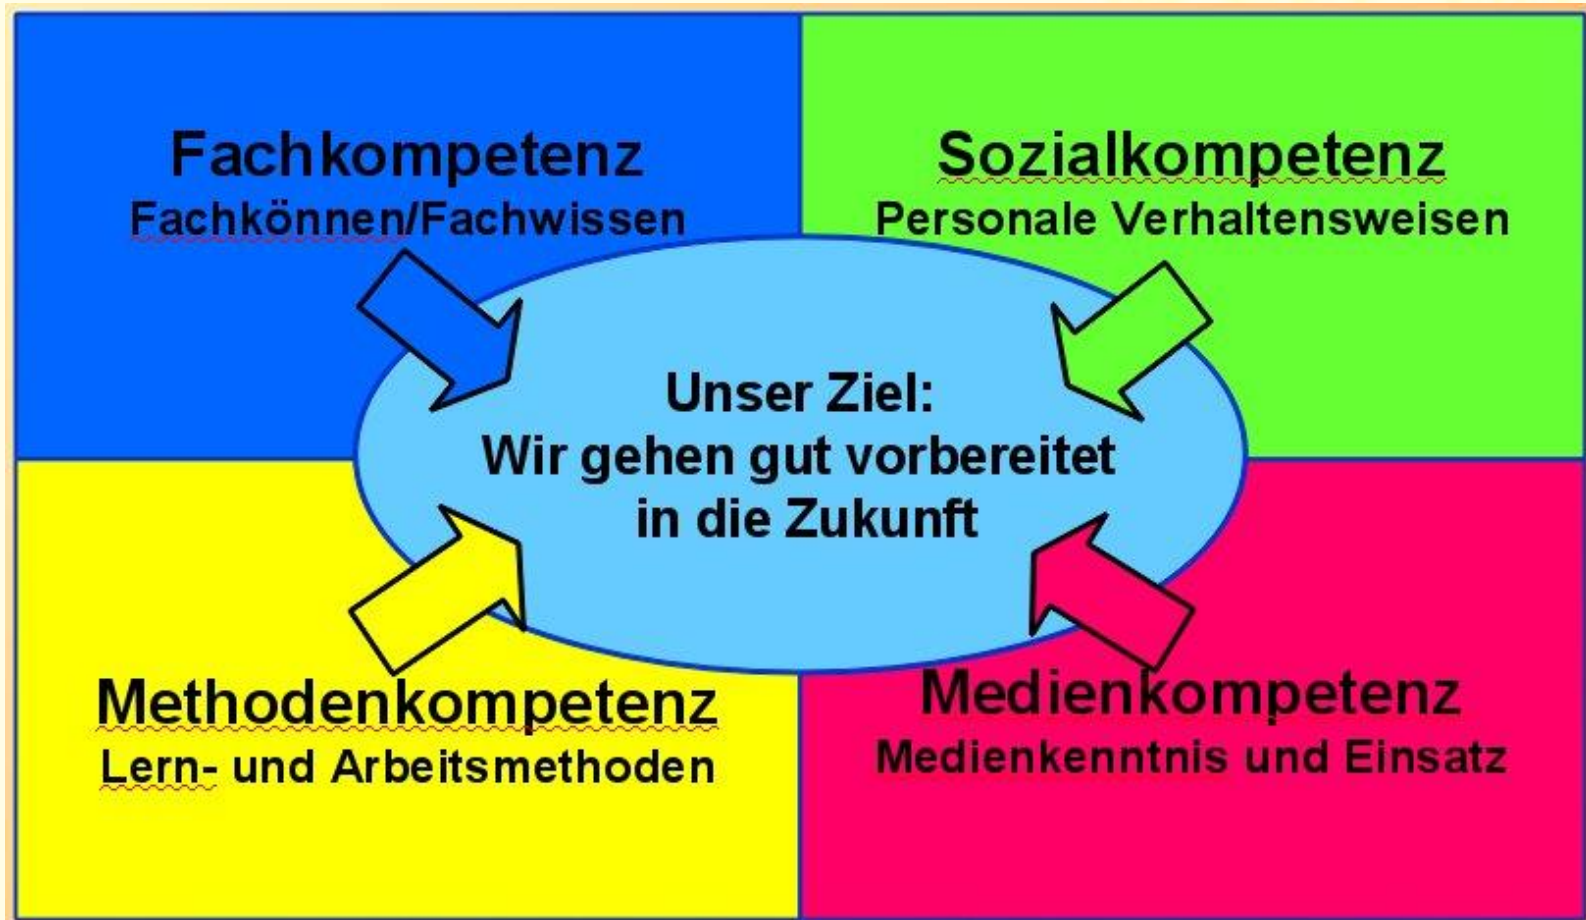 Fachkompetenz
Fachkönnen/Fachwissen
Sozialkompetenz
Personale Verhaltensweisen
Unser Ziel:
Wir gehen gut vorbereitet
in die Zukunft
Methodenkompetenz
Lern- und Arbeitsmethoden
Medienkompetenz
Medienkenntnis und Einsatz